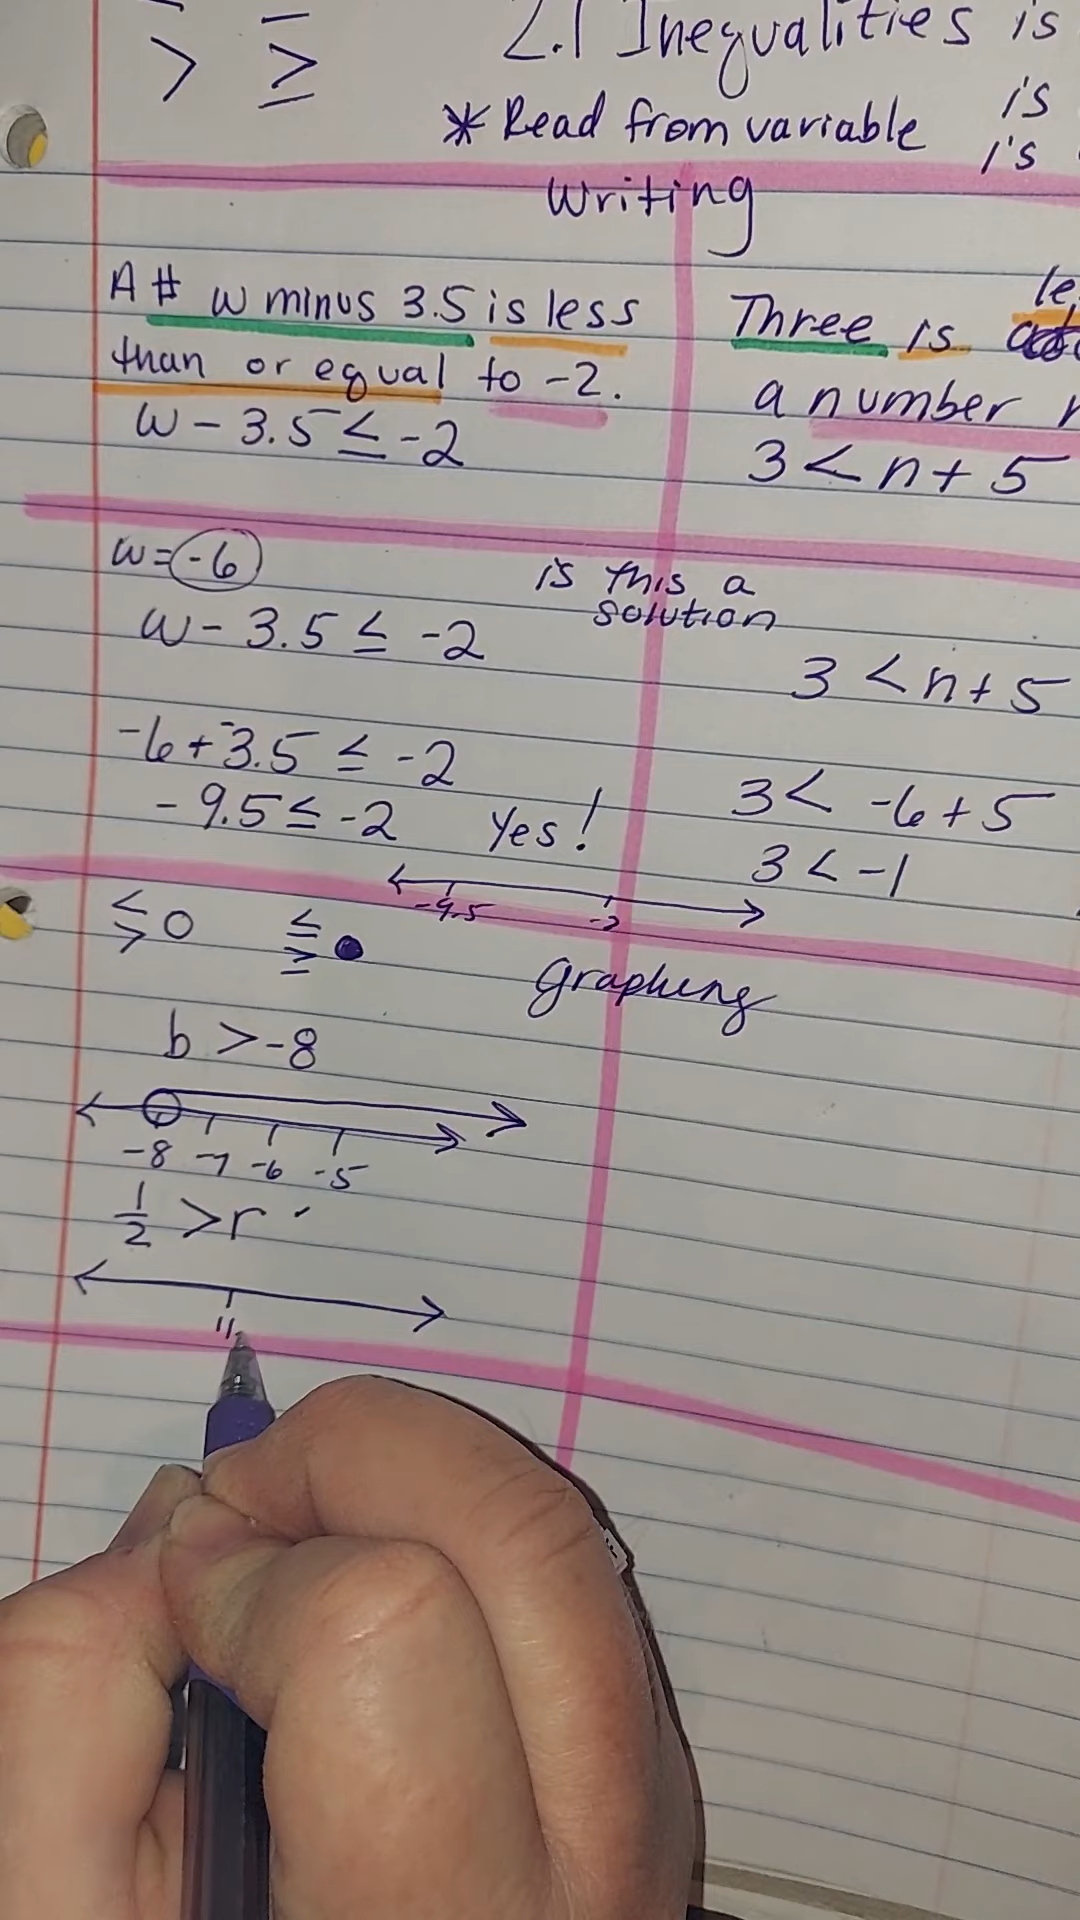 > ≥
2.1 Inequalities is
* Read from variable is
is
Writing
A # w minus 3.5 is less
than or equal to -2.
w - 3.5 ≤ -2
Three is
a number
3 < n + 5
w = -6
is this a
solution
w - 3.5 ≤ -2
3 < n + 5
-6 + -3.5 ≤ -2
-9.5 ≤ -2 Yes!
3 < -6 + 5
3 < -1
-9.5 -2
< > ○ ≤ ≥ ●
Graphing
b > -8
-8 -7 -6 -5
1/2 > r